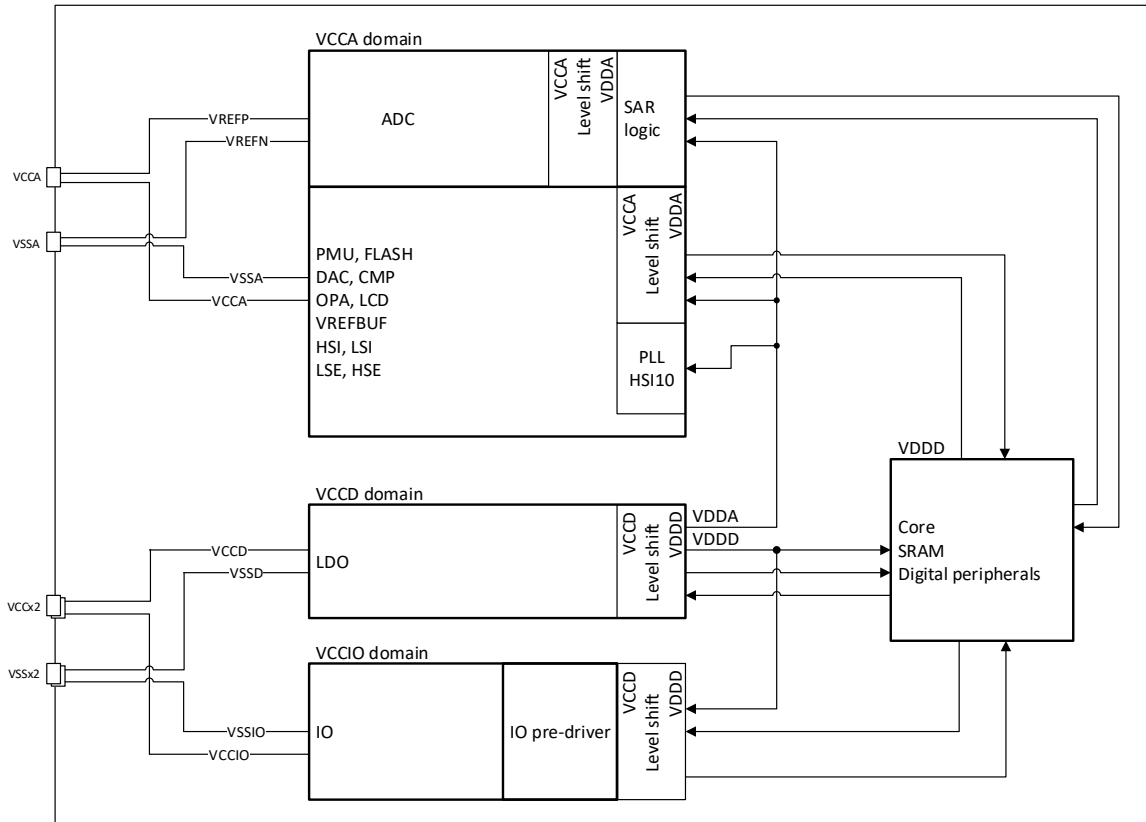 VCCA domain
VCCA
Level shift
VDDA
ADC
SAR
logic
VREFP
VREFN
VCCA
VSSA
VCCA
Level shift
VDDA
PMU, FLASH
DAC, CMP
OPA, LCD
VREFBUF
HSI, LSI
LSE, HSE
VSSA
VCCA
PLL
HSI10
VDDD
Core
SRAM
Digital peripherals
VCCD domain
VCCD
Level shift
VDDD
VDDA
VDDD
VCCD
VSSD
LDO
VCCx2
VSSx2
VCCIO domain
VCCD
Level shift
VDDD
VSSIO
VCCIO
IO
IO pre-driver